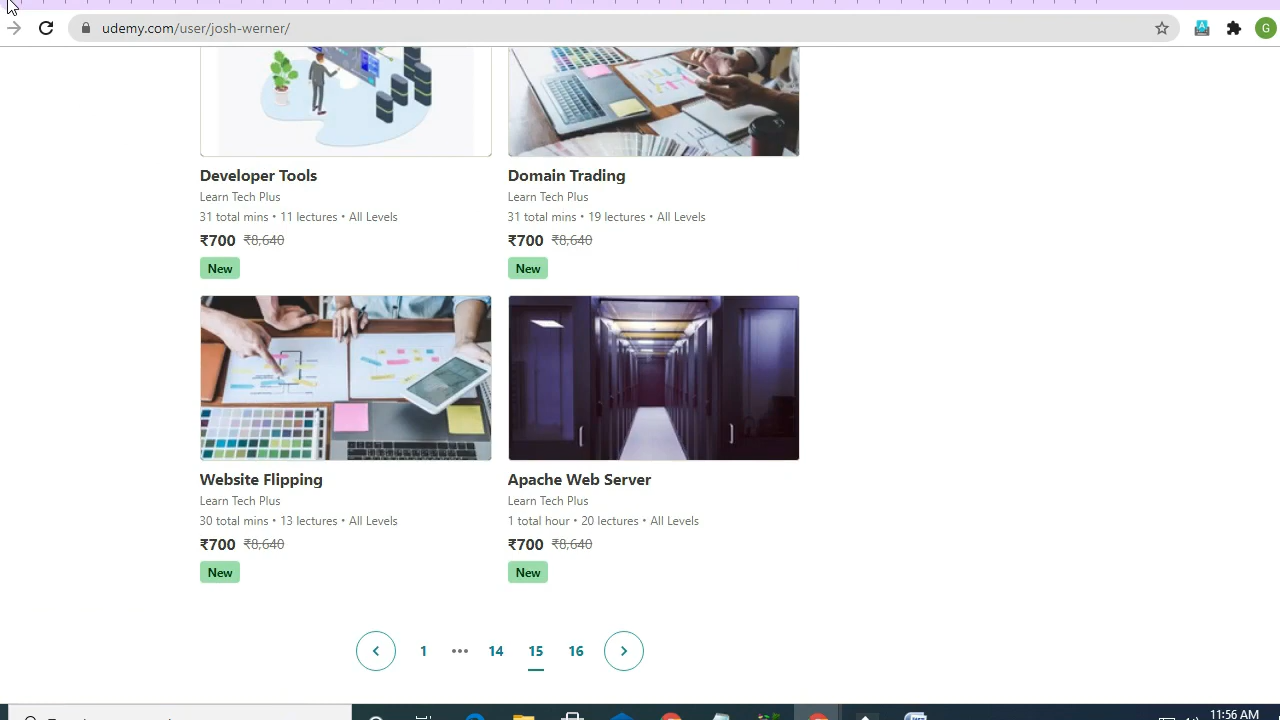 udemy.com/user/josh-werner/
G
Developer Tools
Learn Tech Plus
31 total mins • 11 lectures • All Levels
₹700 ₹8,640
New
Domain Trading
Learn Tech Plus
31 total mins • 19 lectures • All Levels
₹700 ₹8,640
New
Website Flipping
Learn Tech Plus
30 total mins • 13 lectures • All Levels
₹700 ₹8,640
New
Apache Web Server
Learn Tech Plus
1 total hour • 20 lectures • All Levels
₹700 ₹8,640
New
1 ••• 14 15 16
11:56 AM